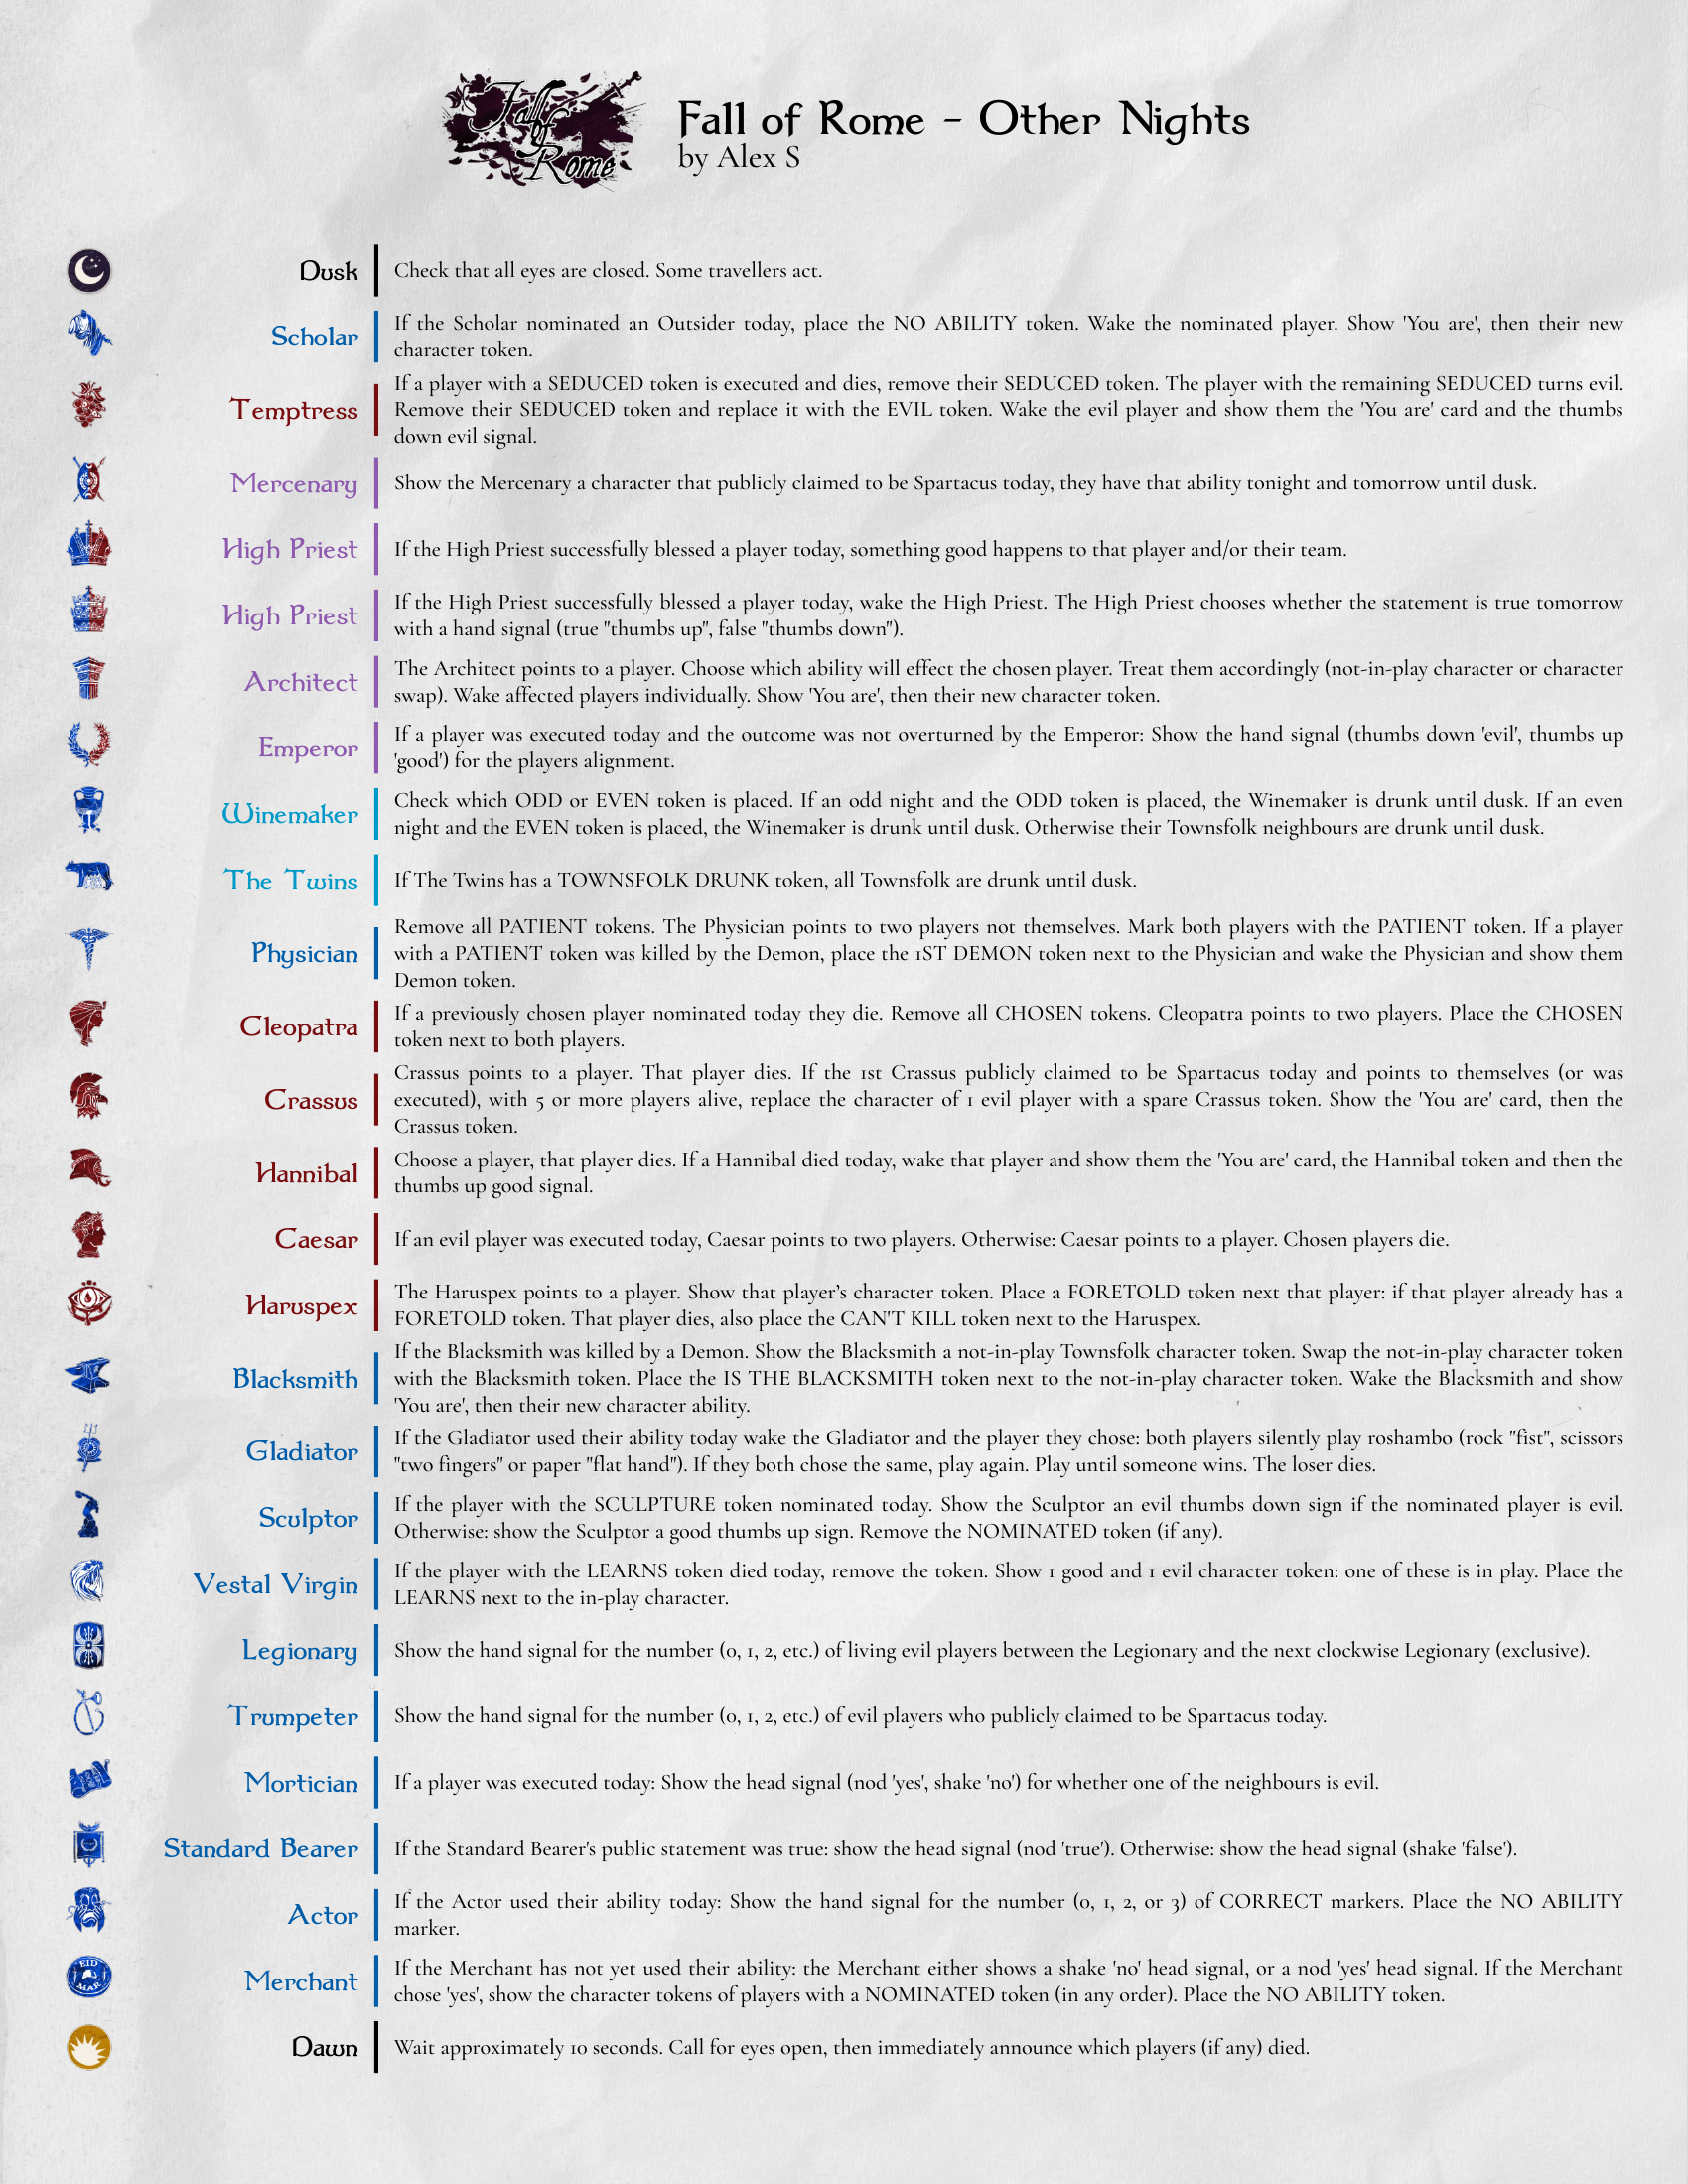 Fall
of
Rome
Fall of Rome - Other Nights
by Alex S
Dusk
Check that all eyes are closed. Some travellers act.
Scholar
If the Scholar nominated an Outsider today, place the NO ABILITY token. Wake the nominated player. Show 'You are', then their new
character token.
Temptress
If a player with a SEDUCED token is executed and dies, remove their SEDUCED token. The player with the remaining SEDUCED turns evil.
Remove their SEDUCED token and replace it with the EVIL token. Wake the evil player and show them the 'You are' card and the thumbs
down evil signal.
Mercenary
Show the Mercenary a character that publicly claimed to be Spartacus today, they have that ability tonight and tomorrow until dusk.
High Priest
If the High Priest successfully blessed a player today, something good happens to that player and/or their team.
High Priest
If the High Priest successfully blessed a player today, wake the High Priest. The High Priest chooses whether the statement is true tomorrow
with a hand signal (true "thumbs up", false "thumbs down").
Architect
The Architect points to a player. Choose which ability will effect the chosen player. Treat them accordingly (not-in-play character or character
swap). Wake affected players individually. Show 'You are', then their new character token.
Emperor
If a player was executed today and the outcome was not overturned by the Emperor: Show the hand signal (thumbs down 'evil', thumbs up
'good') for the players alignment.
Winemaker
Check which ODD or EVEN token is placed. If an odd night and the ODD token is placed, the Winemaker is drunk until dusk. If an even
night and the EVEN token is placed, the Winemaker is drunk until dusk. Otherwise their Townsfolk neighbours are drunk until dusk.
The Twins
If The Twins has a TOWNSFOLK DRUNK token, all Townsfolk are drunk until dusk.
Physician
Remove all PATIENT tokens. The Physician points to two players not themselves. Mark both players with the PATIENT token. If a player
with a PATIENT token was killed by the Demon, place the 1ST DEMON token next to the Physician and wake the Physician and show them
Demon token.
Cleopatra
If a previously chosen player nominated today they die. Remove all CHOSEN tokens. Cleopatra points to two players. Place the CHOSEN
token next to both players.
Crassus
Crassus points to a player. That player dies. If the 1st Crassus publicly claimed to be Spartacus today and points to themselves (or was
executed), with 5 or more players alive, replace the character of 1 evil player with a spare Crassus token. Show the 'You are' card, then the
Crassus token.
Hannibal
Choose a player, that player dies. If a Hannibal died today, wake that player and show them the 'You are' card, the Hannibal token and then the
thumbs up good signal.
Caesar
If an evil player was executed today, Caesar points to two players. Otherwise: Caesar points to a player. Chosen players die.
Haruspex
The Haruspex points to a player. Show that player’s character token. Place a FORETOLD token next that player: if that player already has a
FORETOLD token. That player dies, also place the CAN'T KILL token next to the Haruspex.
Blacksmith
If the Blacksmith was killed by a Demon. Show the Blacksmith a not-in-play Townsfolk character token. Swap the not-in-play character token
with the Blacksmith token. Place the IS THE BLACKSMITH token next to the not-in-play character token. Wake the Blacksmith and show
'You are', then their new character ability.
Gladiator
If the Gladiator used their ability today wake the Gladiator and the player they chose: both players silently play roshambo (rock "fist", scissors
"two fingers" or paper "flat hand"). If they both chose the same, play again. Play until someone wins. The loser dies.
Sculptor
If the player with the SCULPTURE token nominated today. Show the Sculptor an evil thumbs down sign if the nominated player is evil.
Otherwise: show the Sculptor a good thumbs up sign. Remove the NOMINATED token (if any).
Vestal Virgin
If the player with the LEARNS token died today, remove the token. Show 1 good and 1 evil character token: one of these is in play. Place the
LEARNS next to the in-play character.
Legionary
Show the hand signal for the number (0, 1, 2, etc.) of living evil players between the Legionary and the next clockwise Legionary (exclusive).
Trumpeter
Show the hand signal for the number (0, 1, 2, etc.) of evil players who publicly claimed to be Spartacus today.
Mortician
If a player was executed today: Show the head signal (nod 'yes', shake 'no') for whether one of the neighbours is evil.
Standard Bearer
If the Standard Bearer's public statement was true: show the head signal (nod 'true'). Otherwise: show the head signal (shake 'false').
Actor
If the Actor used their ability today: Show the hand signal for the number (0, 1, 2, or 3) of CORRECT markers. Place the NO ABILITY
marker.
EID
MAR
Merchant
If the Merchant has not yet used their ability: the Merchant either shows a shake 'no' head signal, or a nod 'yes' head signal. If the Merchant
chose 'yes', show the character tokens of players with a NOMINATED token (in any order). Place the NO ABILITY token.
Dawn
Wait approximately 10 seconds. Call for eyes open, then immediately announce which players (if any) died.